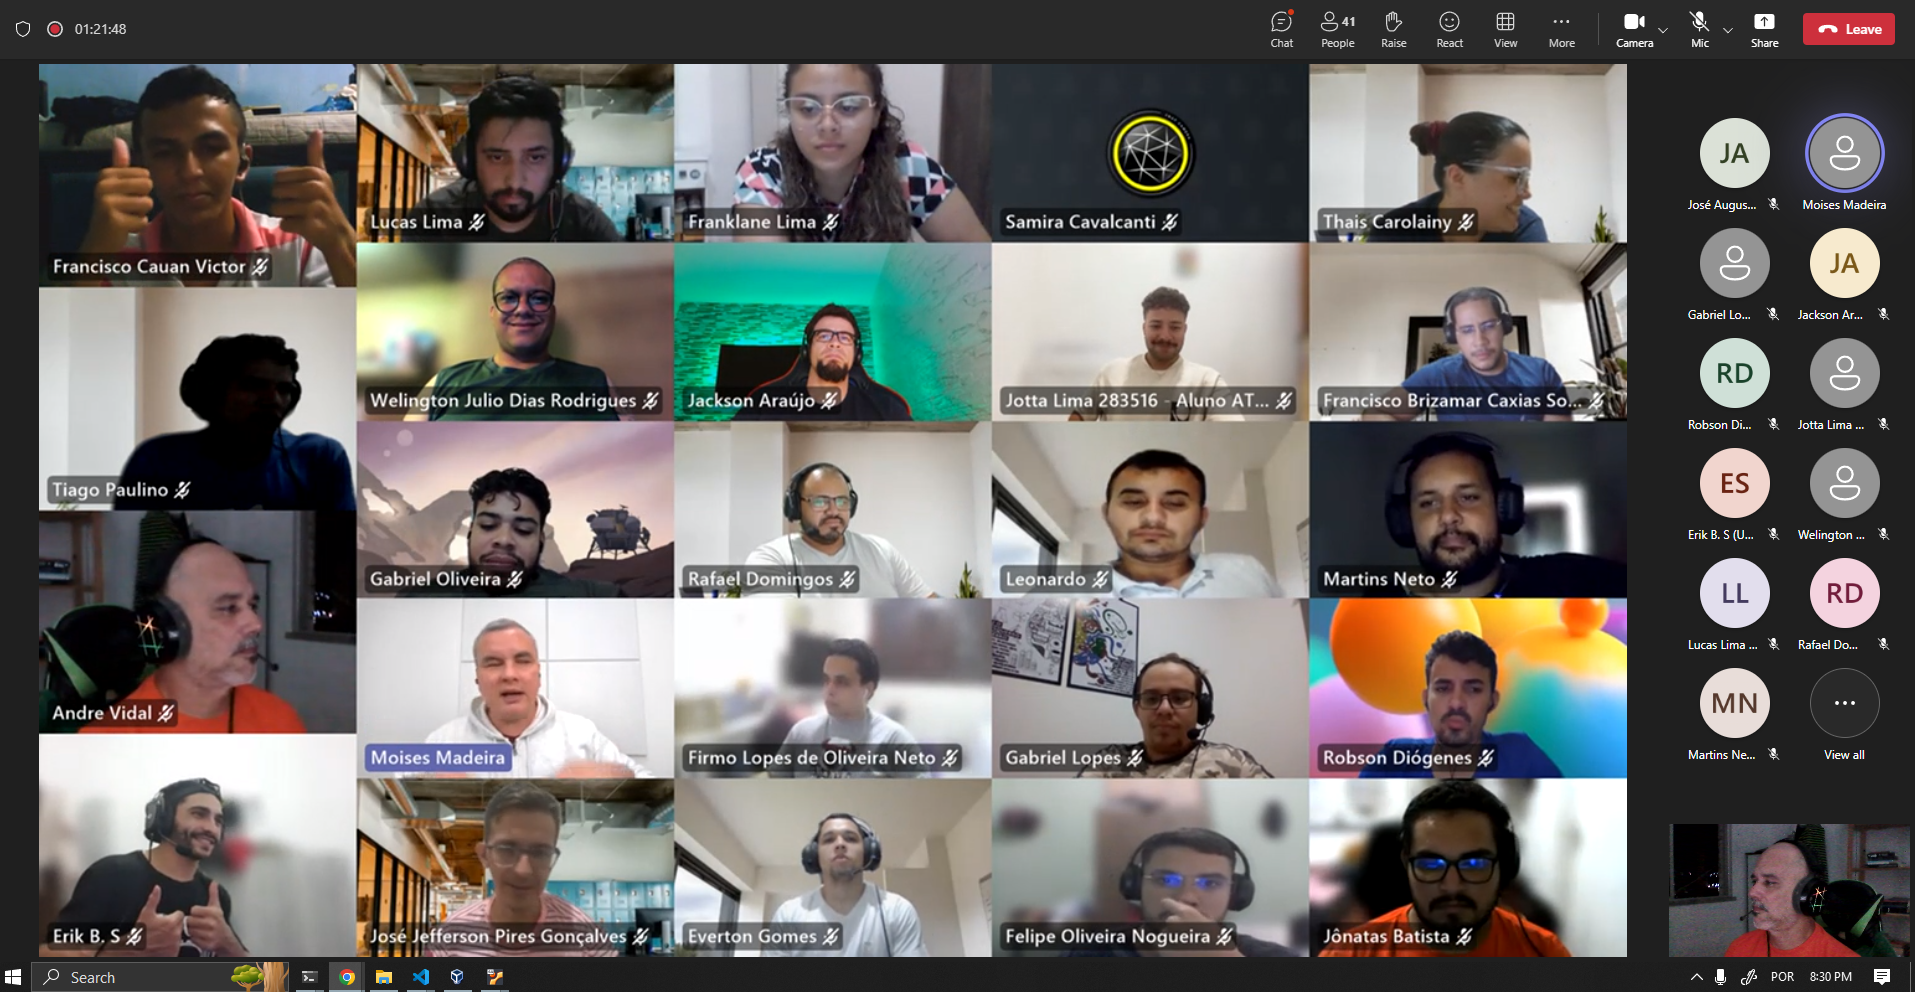 01:21:48
Chat
41
People
Raise
React
View
More
Camera
Mic
Share
Leave
Francisco Cauan Victor
Lucas Lima
Franklane Lima
Samira Cavalcanti
Thais Carolainy
Tiago Paulino
Welington Julio Dias Rodrigues
Jackson Araújo
Jotta Lima 283516 - Aluno AT...
Francisco Brizamar Caxias So...
Andre Vidal
Gabriel Oliveira
Rafael Domingos
Leonardo
Martins Neto
Moises Madeira
Firmo Lopes de Oliveira Neto
Gabriel Lopes
Robson Diógenes
Erik B. S
José Jefferson Pires Gonçalves
Everton Gomes
Felipe Oliveira Nogueira
Jônatas Batista
JA
José Augus...
Moises Madeira
Gabriel Lo...
JA
Jackson Ar...
RD
Robson Di...
Jotta Lima ...
ES
Erik B. S (U...
Welington ...
LL
Lucas Lima ...
RD
Rafael Do...
MN
Martins Ne...
View all
Search
POR
8:30 PM